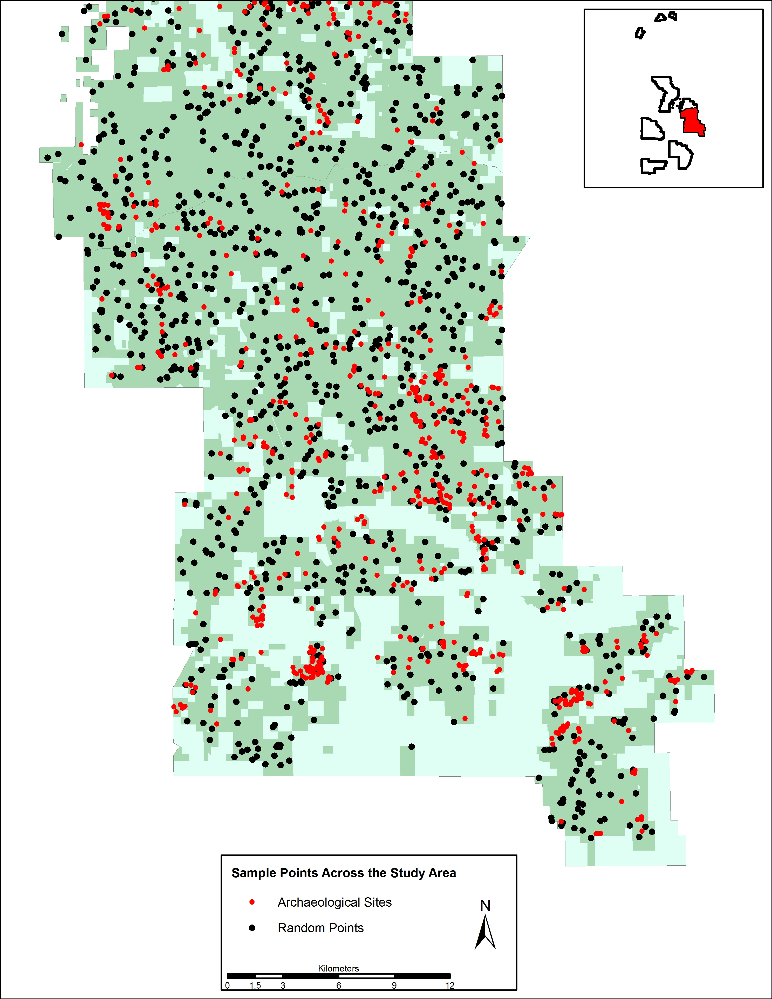 Sample Points Across the Study Area
Archaeological Sites
N
Random Points
Kilometers
0 1.5 3 6 9 12